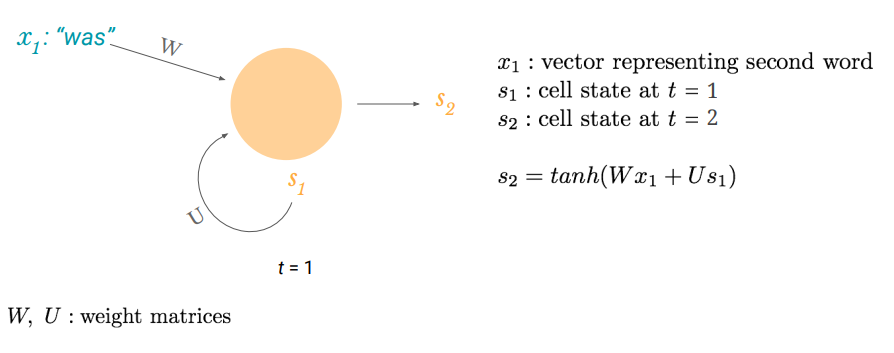 x₁: “was”
W
x₁ : vector representing second word
s₁ : cell state at t = 1
s₂
s₂ : cell state at t = 2
s₁
s₂ = tanh(Wx₁ + Us₁)
U
t = 1
W, U : weight matrices